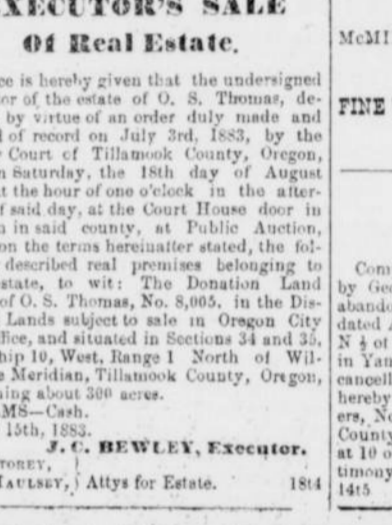 EXECUTOR'S SALE
Of Real Estate.
ce is hereby given that the undersigned
or of the estate of O. S. Thomas, de-
by virtue of an order duly made and
d of record on July 3rd, 1883, by the
Court of Tillamook County, Oregon,
n Saturday, the 18th day of August
at the hour of one o'clock in the after-
f said day, at the Court House door in
n in said county, at Public Auction,
on the terms hereinafter stated, the fol-
described real premises belonging to
state, to wit: The Donation Land
of O. S. Thomas, No. 8,005. in the Dis-
Lands subject to sale in Oregon City
ffice, and situated in Sections 34 and 35,
hip 10, West, Range 1 North of Wil-
e Meridian, Tillamook County, Oregon,
ning about 300 acres.
MS—Cash.
15th, 1883.
J. C. BEWLEY, Executor.
TOREY, )
MAULSBY, } Attys for Estate. 18t4
McMI
FINE
Com
by Geo
abando
dated
N ½ of
in Yam
cancell
hereby
ers, No
County
at 10 o
timony
14t5